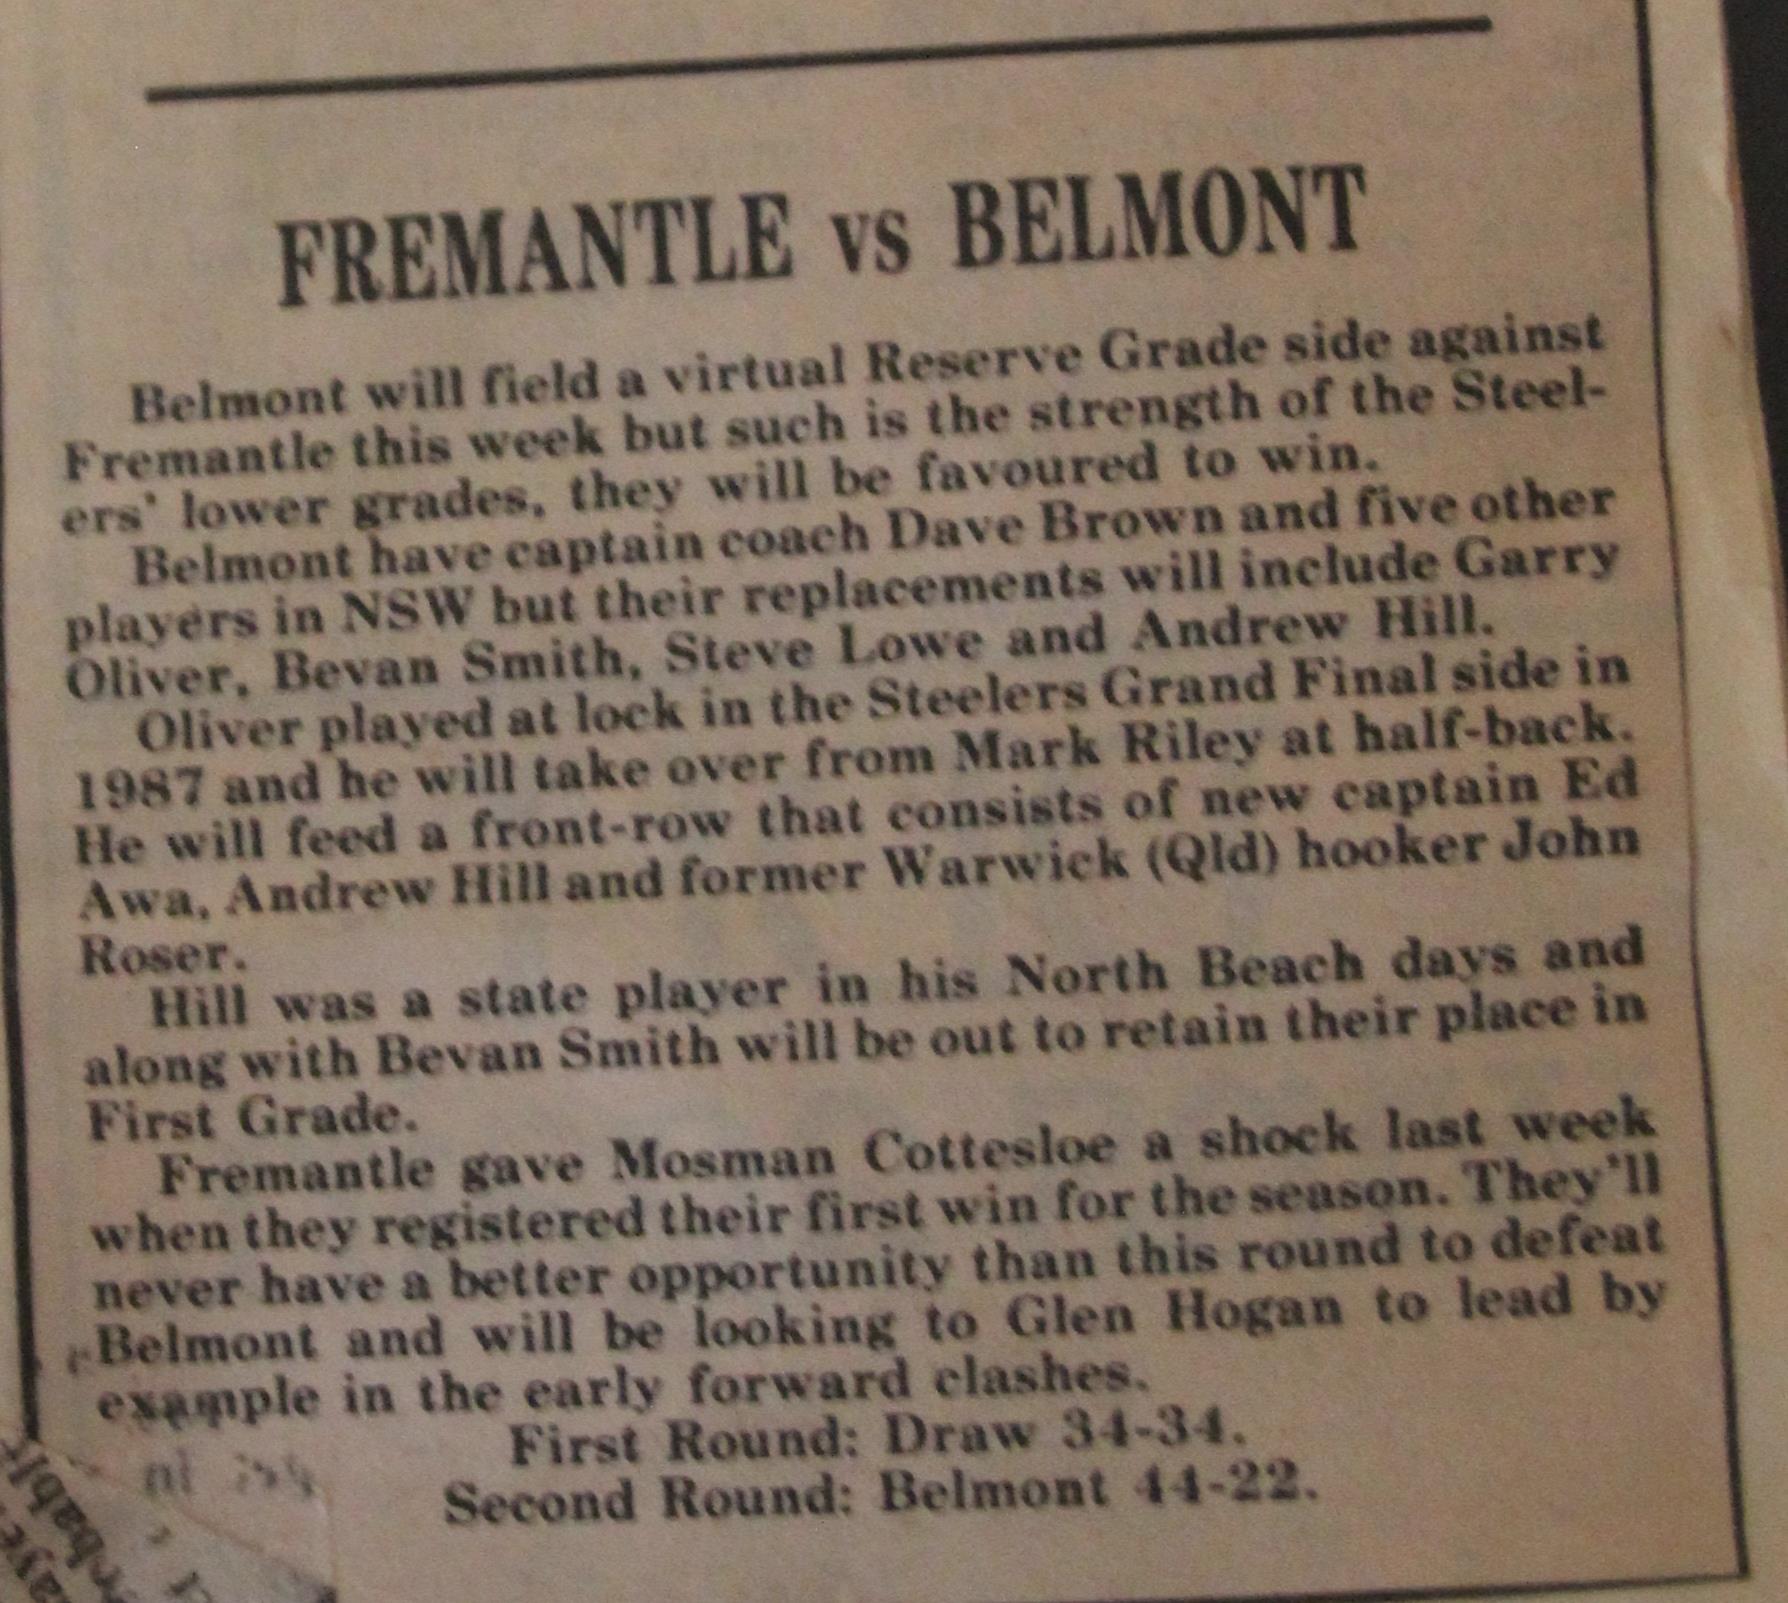 FREMANTLE vs BELMONT
Belmont will field a virtual Reserve Grade side against
Fremantle this week but such is the strength of the Steel-
ers' lower grades, they will be favoured to win.
Belmont have captain coach Dave Brown and five other
players in NSW but their replacements will include Garry
Oliver, Bevan Smith, Steve Lowe and Andrew Hill.
Oliver played at lock in the Steelers Grand Final side in
1987 and he will take over from Mark Riley at half-back.
He will feed a front-row that consists of new captain Ed
Awa, Andrew Hill and former Warwick (Qld) hooker John
Roser.
Hill was a state player in his North Beach days and
along with Bevan Smith will be out to retain their place in
First Grade.
Fremantle gave Mosman Cottesloe a shock last week
when they registered their first win for the season. They'll
never have a better opportunity than this round to defeat
Belmont and will be looking to Glen Hogan to lead by
example in the early forward clashes.
First Round: Draw 34-34.
Second Round: Belmont 44-22.